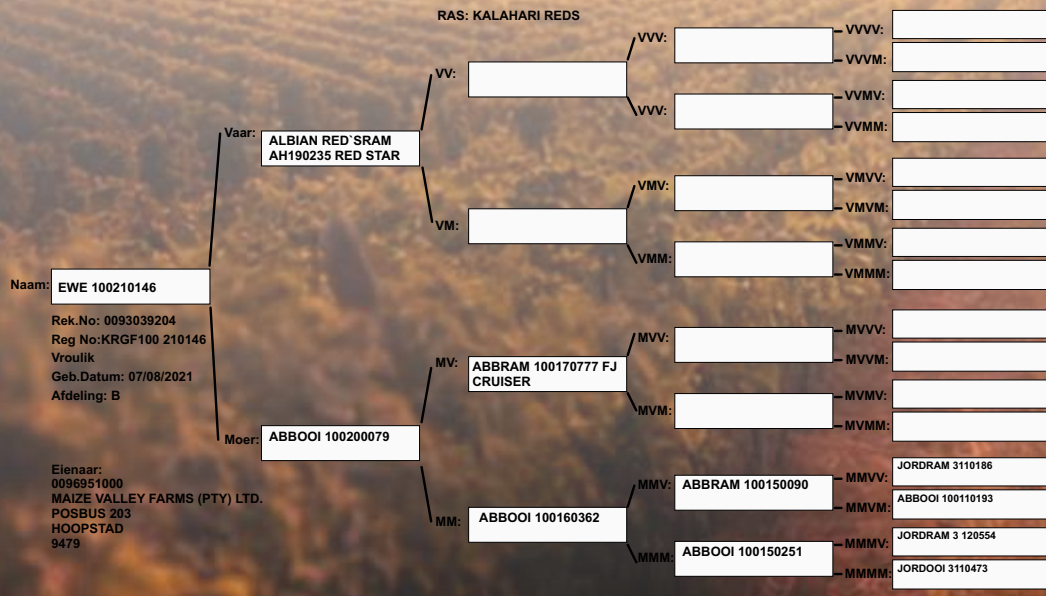 RAS: KALAHARI REDS
Naam:
EWE 100210146
Rek.No: 0093039204
Reg No:KRGF100 210146
Vroulik
Geb.Datum: 07/08/2021
Afdeling: B
Eienaar:
0096951000
MAIZE VALLEY FARMS (PTY) LTD.
POSBUS 203
HOOPSTAD
9479
Vaar:
ALBIAN RED`SRAM
AH190235 RED STAR
Moer:
ABBOOI 100200079
VV:
VM:
MV:
ABBRAM 100170777 FJ
CRUISER
MM:
ABBOOI 100160362
VVV:
VVV:
VMV:
VMM:
MVV:
MVM:
MMV:
ABBRAM 100150090
MMM:
ABBOOI 100150251
VVVV:
VVVM:
VVMV:
VVMM:
VMVV:
VMVM:
VMMV:
VMMM:
MVVV:
MVVM:
MVMV:
MVMM:
MMVV:
JORDRAM 3110186
MMVM:
ABBOOI 100110193
MMMV:
JORDRAM 3 120554
MMMM:
JORDOOI 3110473